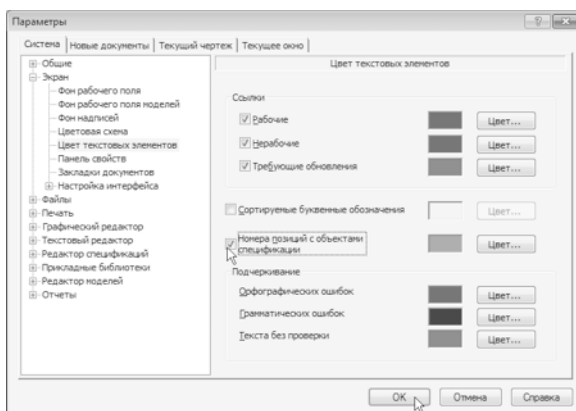 Параметры
Система Новые документы Текущий чертеж Текущее окно
Общие
Экран
Фон рабочего поля
Фон рабочего поля моделей
Фон надписей
Цветовая схема
Цвет текстовых элементов
Панель свойств
Закладки документов
Настройка интерфейса
Файлы
Печать
Графический редактор
Текстовый редактор
Редактор спецификаций
Прикладные библиотеки
Редактор моделей
Отчеты
Цвет текстовых элементов
Ссылки
Рабочие Цвет...
Нерабочие Цвет...
Требующие обновления Цвет...
Сортируемые буквенные обозначения Цвет...
Номера позиций с объектами
спецификации Цвет...
Подчеркивание
Орфографических ошибок Цвет...
Грамматических ошибок Цвет...
Текста без проверки Цвет...
OK Отмена Справка